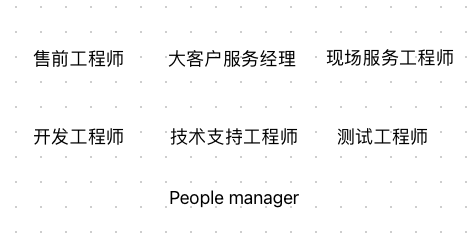 售前工程师 大客户服务经理 现场服务工程师
开发工程师 技术支持工程师 测试工程师
People manager